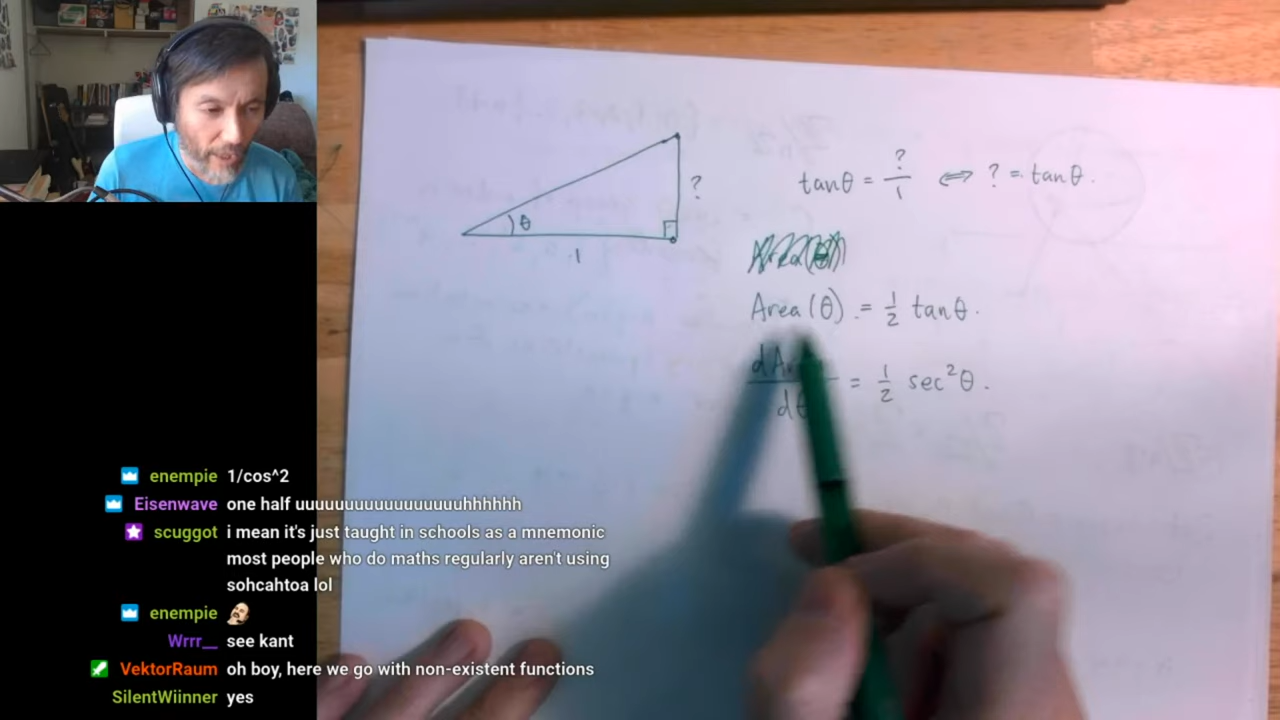 tanθ = ?/1 ⟺ ? = tanθ.
?
θ
1
Area(θ) = 1/2 tanθ.
= 1/2 sec²θ.
dθ
enempie 1/cos^2
Eisenwave one half uuuuuuuuuuuuuuuuuhhhhhh
scuggot i mean it's just taught in schools as a mnemonic
most people who do maths regularly aren't using
sohcahtoa lol
enempie
Wrrr__ see kant
VektorRaum oh boy, here we go with non-existent functions
SilentWiinner yes